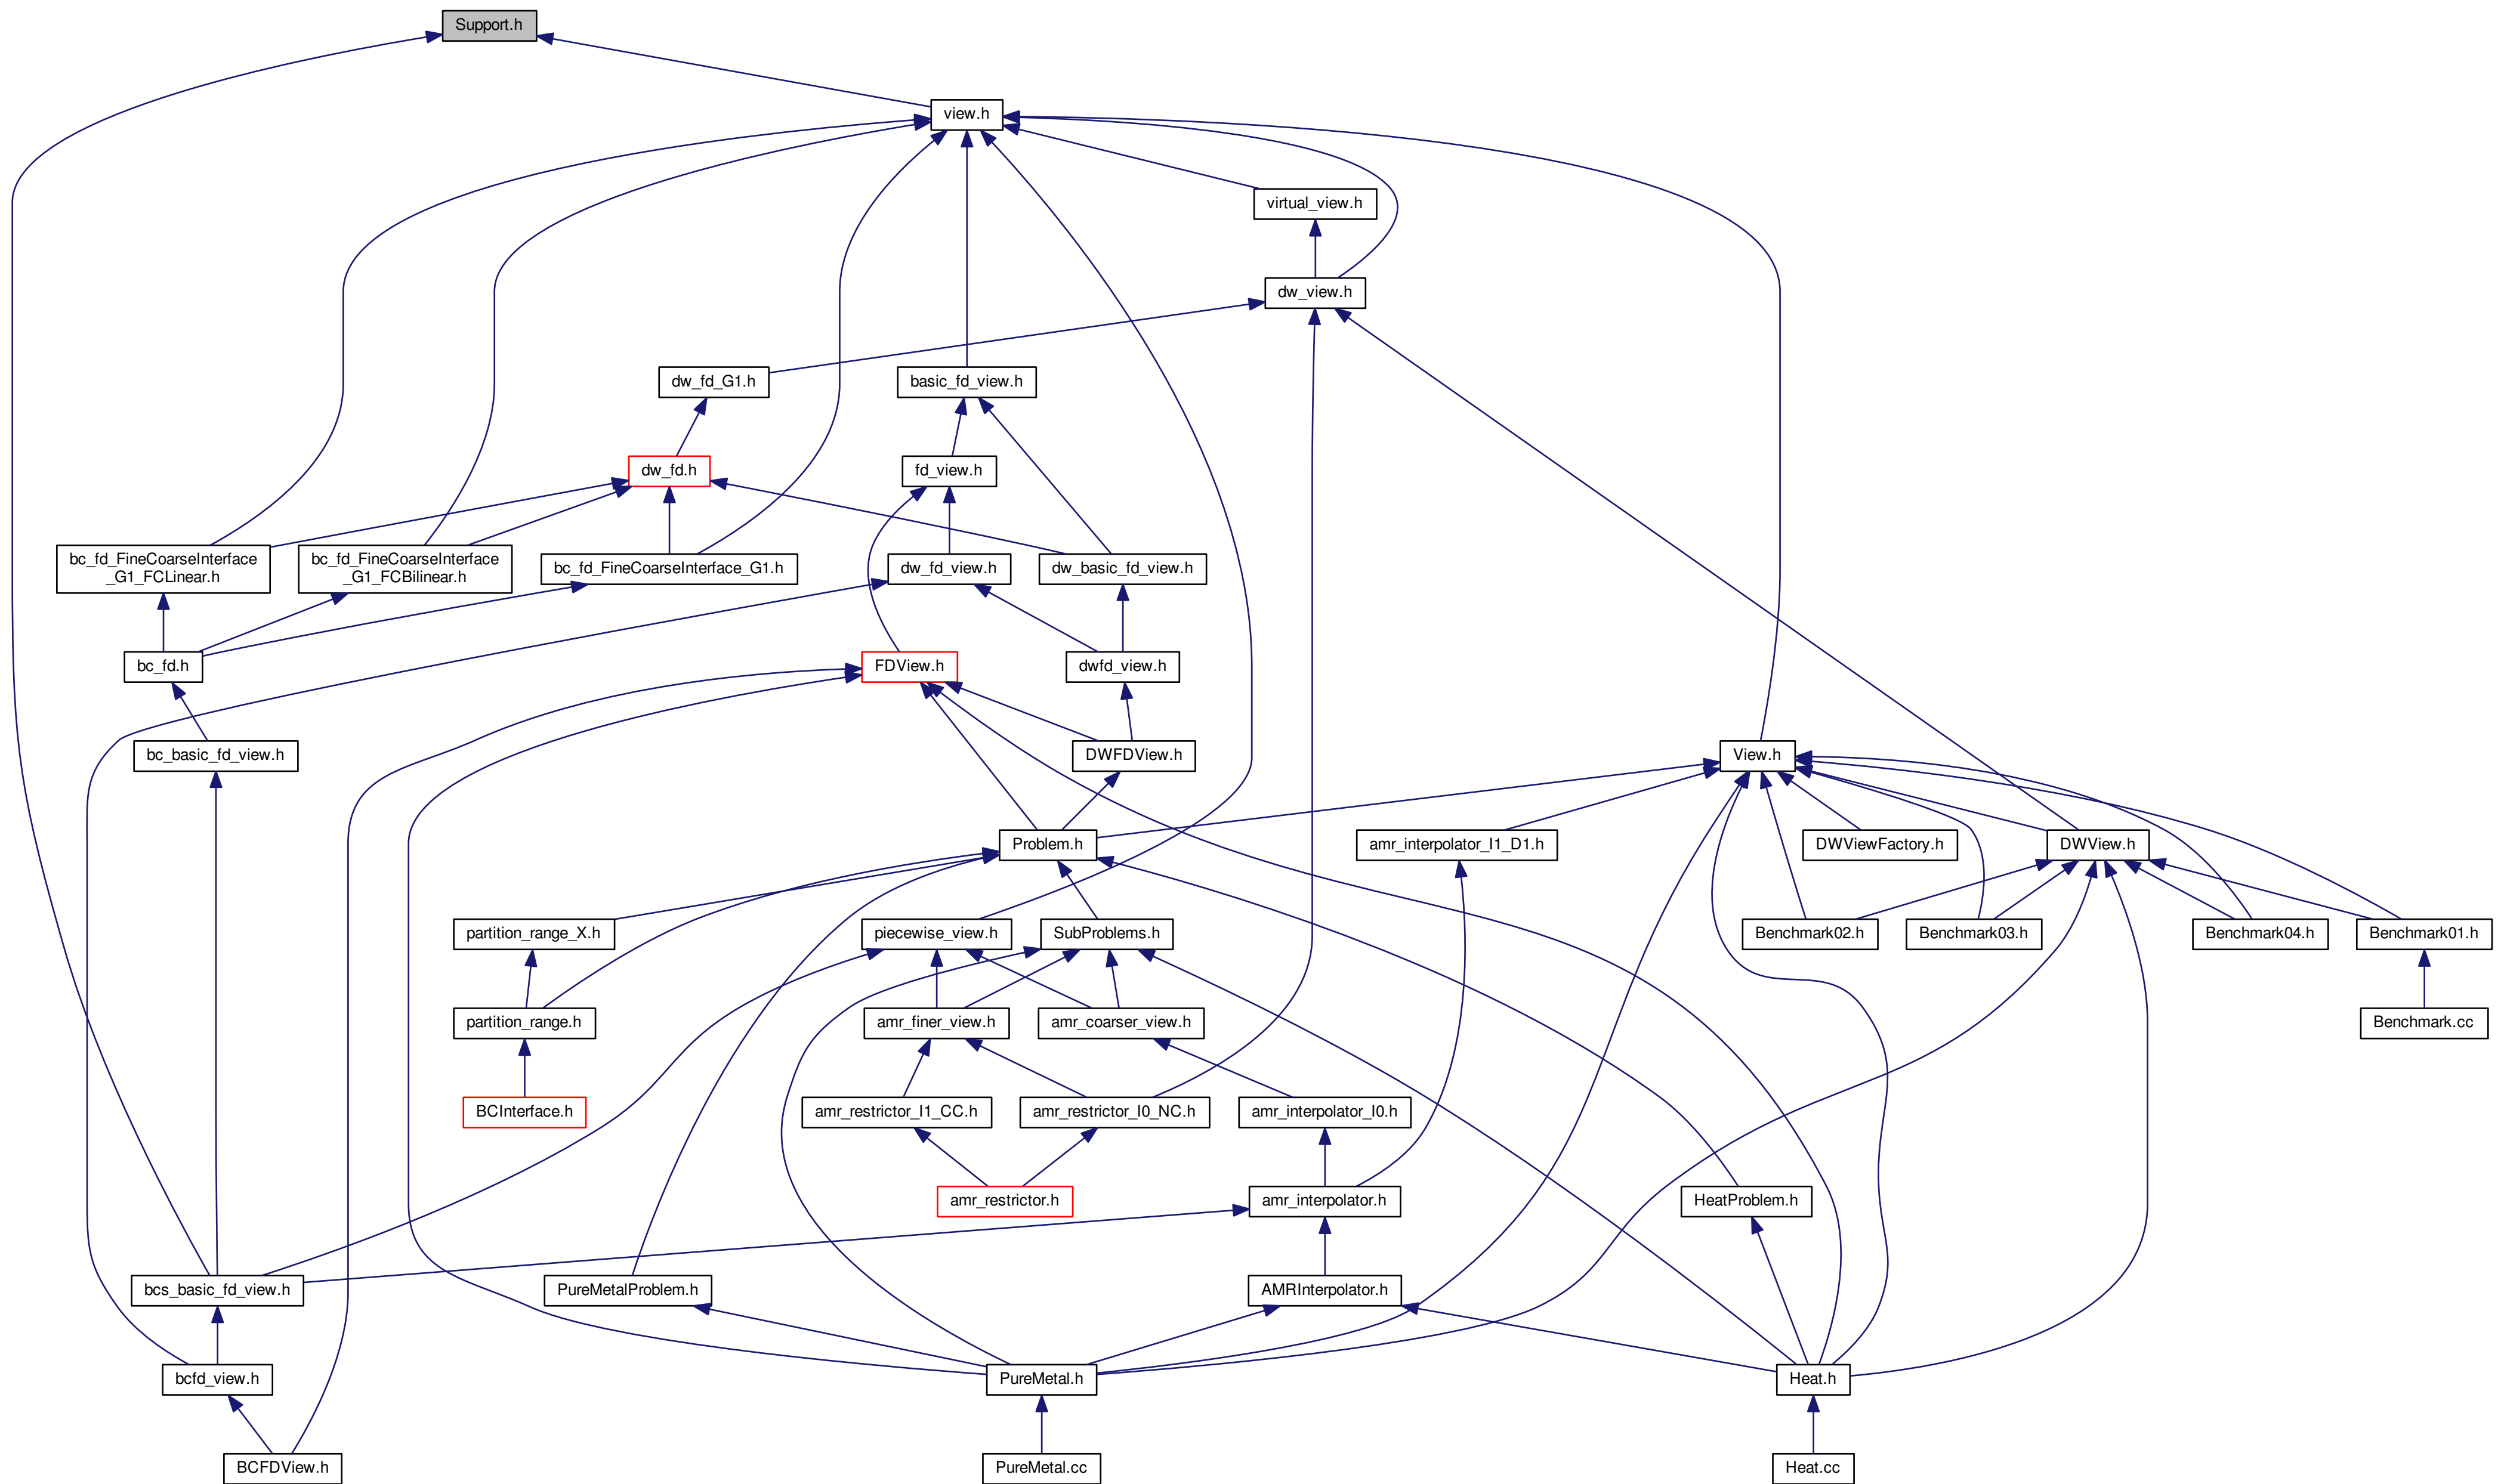 Support.h
view.h
virtual_view.h
dw_view.h
dw_fd_G1.h
basic_fd_view.h
dw_fd.h
fd_view.h
bc_fd_FineCoarseInterface
_G1_FCLinear.h
bc_fd_FineCoarseInterface
_G1_FCBilinear.h
bc_fd_FineCoarseInterface_G1.h
dw_fd_view.h
dw_basic_fd_view.h
bc_fd.h
FDView.h
dwfd_view.h
bc_basic_fd_view.h
DWFDView.h
View.h
Problem.h
amr_interpolator_I1_D1.h
DWViewFactory.h
DWView.h
partition_range_X.h
piecewise_view.h
SubProblems.h
Benchmark02.h
Benchmark03.h
Benchmark04.h
Benchmark01.h
partition_range.h
amr_finer_view.h
amr_coarser_view.h
Benchmark.cc
BCInterface.h
amr_restrictor_I1_CC.h
amr_restrictor_I0_NC.h
amr_interpolator_I0.h
amr_restrictor.h
amr_interpolator.h
HeatProblem.h
bcs_basic_fd_view.h
PureMetalProblem.h
AMRInterpolator.h
bcfd_view.h
PureMetal.h
Heat.h
BCFDView.h
PureMetal.cc
Heat.cc